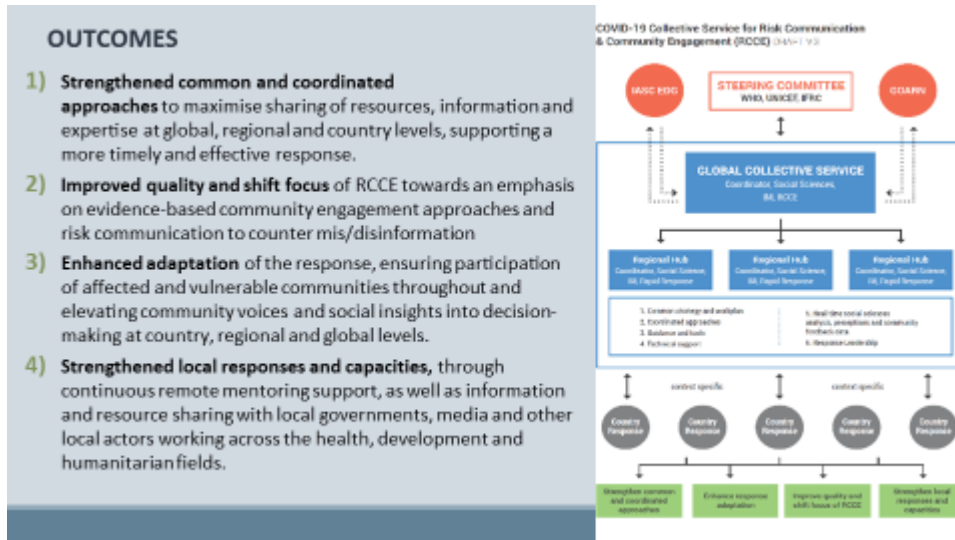 OUTCOMES
1) Strengthened common and coordinated
approaches to maximise sharing of resources, information and
expertise at global, regional and country levels, supporting a
more timely and effective response.
2) Improved quality and shift focus of RCCE towards an emphasis
on evidence-based community engagement approaches and
risk communication to counter mis/disinformation
3) Enhanced adaptation of the response, ensuring participation
of affected and vulnerable communities throughout and
elevating community voices and social insights into decision-
making at country, regional and global levels.
4) Strengthened local responses and capacities, through
continuous remote mentoring support, as well as information
and resource sharing with local governments, media and other
local actors working across the health, development and
humanitarian fields.
COVID-19 Collective Service for Risk Communication
& Community Engagement (RCCE)
IASC EDG
STEERING COMMITTEE
WHO, UNICEF, IFRC
GOARN
GLOBAL COLLECTIVE SERVICE
Coordinator, Social Sciences,
IM, RCCE
Regional Hub
Coordinator, Social Science,
IM, Rapid Response
Regional Hub
Coordinator, Social Science,
IM, Rapid Response
Regional Hub
Coordinator, Social Science,
IM, Rapid Response
1. Common strategy and workplan
2. Coordinated approaches
3. Guidance and tools
4. Technical support
5. Real-time social sciences
analysis, perceptions and community
feedback data
6. Response Leadership
context specific
context specific
Country
Response
Country
Response
Country
Response
Country
Response
Country
Response
Strengthen common
and coordinated
approaches
Enhance response
adaptation
Improve quality and
shift focus of RCCE
Strengthen local
responses and
capacities